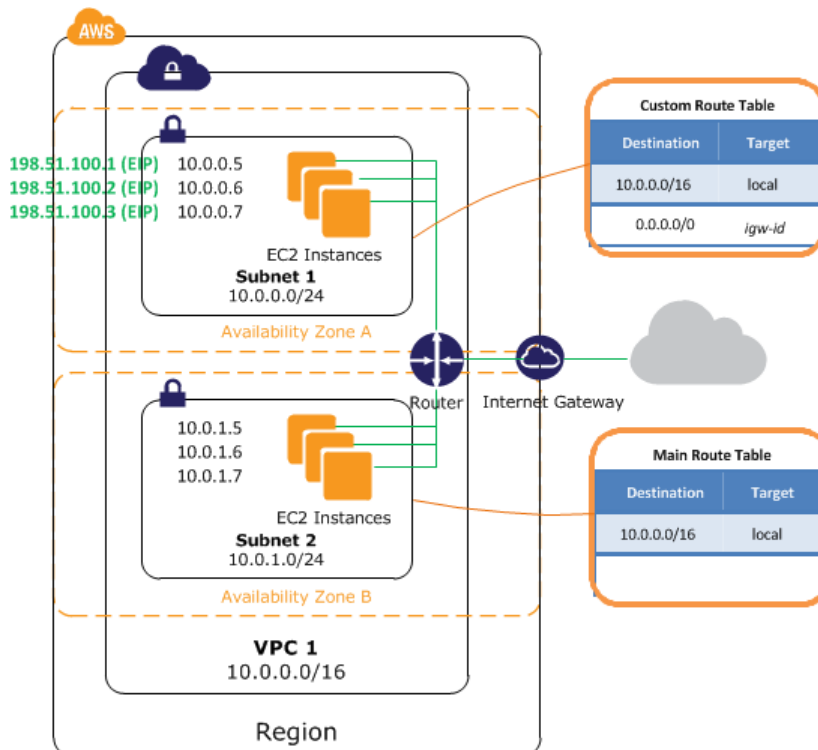 AWS
198.51.100.1 (EIP) 10.0.0.5
198.51.100.2 (EIP) 10.0.0.6
198.51.100.3 (EIP) 10.0.0.7
EC2 Instances
Subnet 1
10.0.0.0/24
Availability Zone A
Custom Route Table
Destination Target
10.0.0.0/16 local
0.0.0.0/0 igw-id
Router
Internet Gateway
10.0.1.5
10.0.1.6
10.0.1.7
EC2 Instances
Subnet 2
10.0.1.0/24
Availability Zone B
Main Route Table
Destination Target
10.0.0.0/16 local
VPC 1
10.0.0.0/16
Region